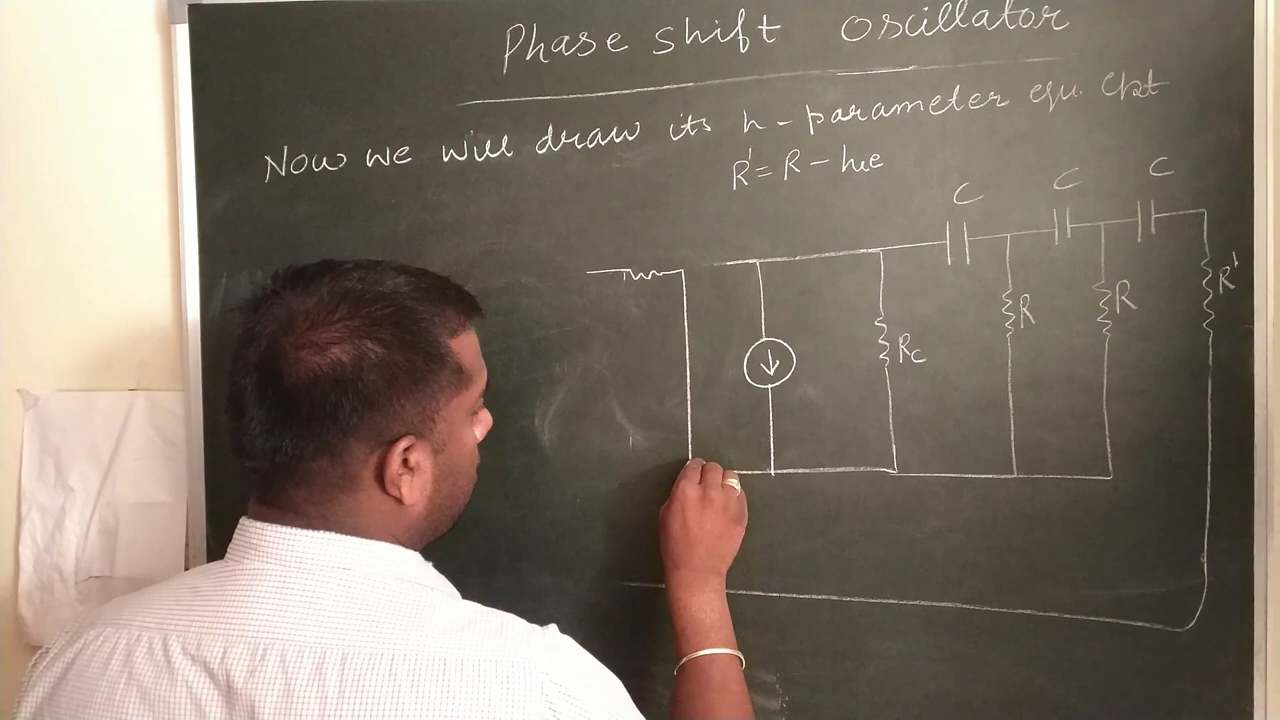 Phase shift Oscillator
Now we will draw its h-parameter equ. Ckt
R' = R - hie
C C C
R R R'
Rc